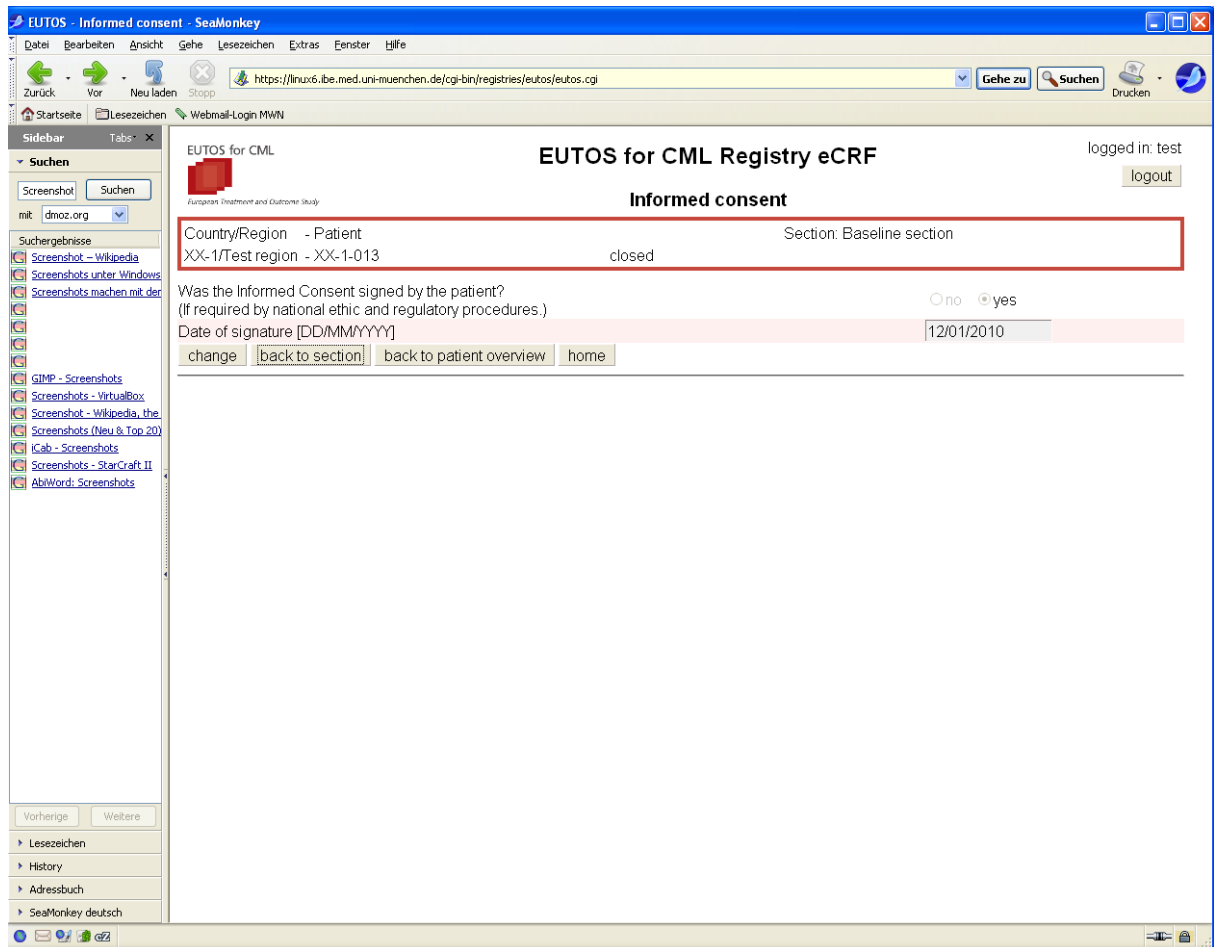 EUTOS - Informed consent - SeaMonkey
Datei Bearbeiten Ansicht Gehe Lesezeichen Extras Fenster Hilfe
https://linux6.ibe.med.uni-muenchen.de/cgi-bin/registries/eutos/eutos.cgi Gehe zu Suchen
Zurück Vor Neu laden Stopp Drucken
Startseite Lesezeichen Webmail-Login MWN
Sidebar Tabs
Suchen
Screenshot Suchen
mit dmoz.org
Suchergebnisse
Screenshot – Wikipedia
Screenshots unter Windows
Screenshots machen mit der
GIMP - Screenshots
Screenshots - VirtualBox
Screenshot - Wikipedia, the
Screenshots (Neu & Top 20)
iCab - Screenshots
Screenshots - StarCraft II
AbiWord: Screenshots
Vorherige Weitere
Lesezeichen
History
Adressbuch
SeaMonkey deutsch
EUTOS for CML
European Treatment and Outcome Study
EUTOS for CML Registry eCRF
Informed consent
logged in: test
logout
Country/Region - Patient Section: Baseline section
XX-1/Test region - XX-1-013 closed
Was the Informed Consent signed by the patient?
(If required by national ethic and regulatory procedures.) no yes
Date of signature [DD/MM/YYYY] 12/01/2010
change back to section back to patient overview home